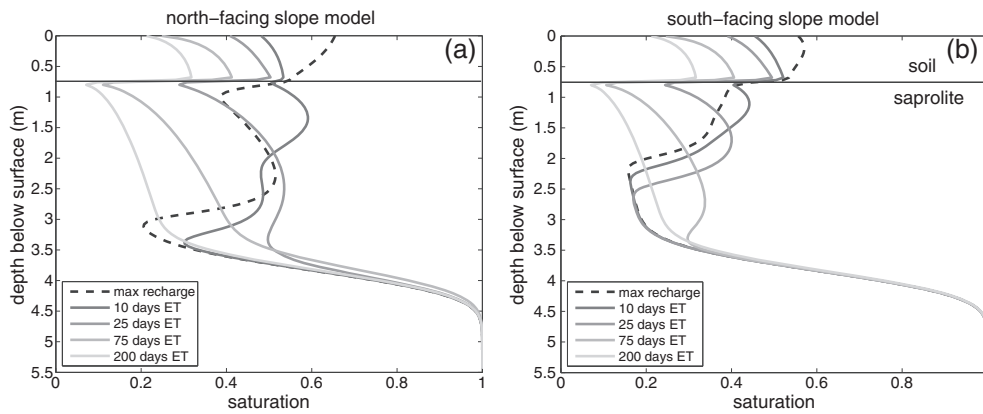 north−facing slope model
(a)
0
0.5
1
1.5
2
2.5
3
3.5
4
4.5
5
5.5
depth below surface (m)
max recharge
10 days ET
25 days ET
75 days ET
200 days ET
0 0.2 0.4 0.6 0.8 1
saturation
south−facing slope model
(b)
soil
saprolite
0
0.5
1
1.5
2
2.5
3
3.5
4
4.5
5
5.5
depth below surface (m)
max recharge
10 days ET
25 days ET
75 days ET
200 days ET
0 0.2 0.4 0.6 0.8
saturation